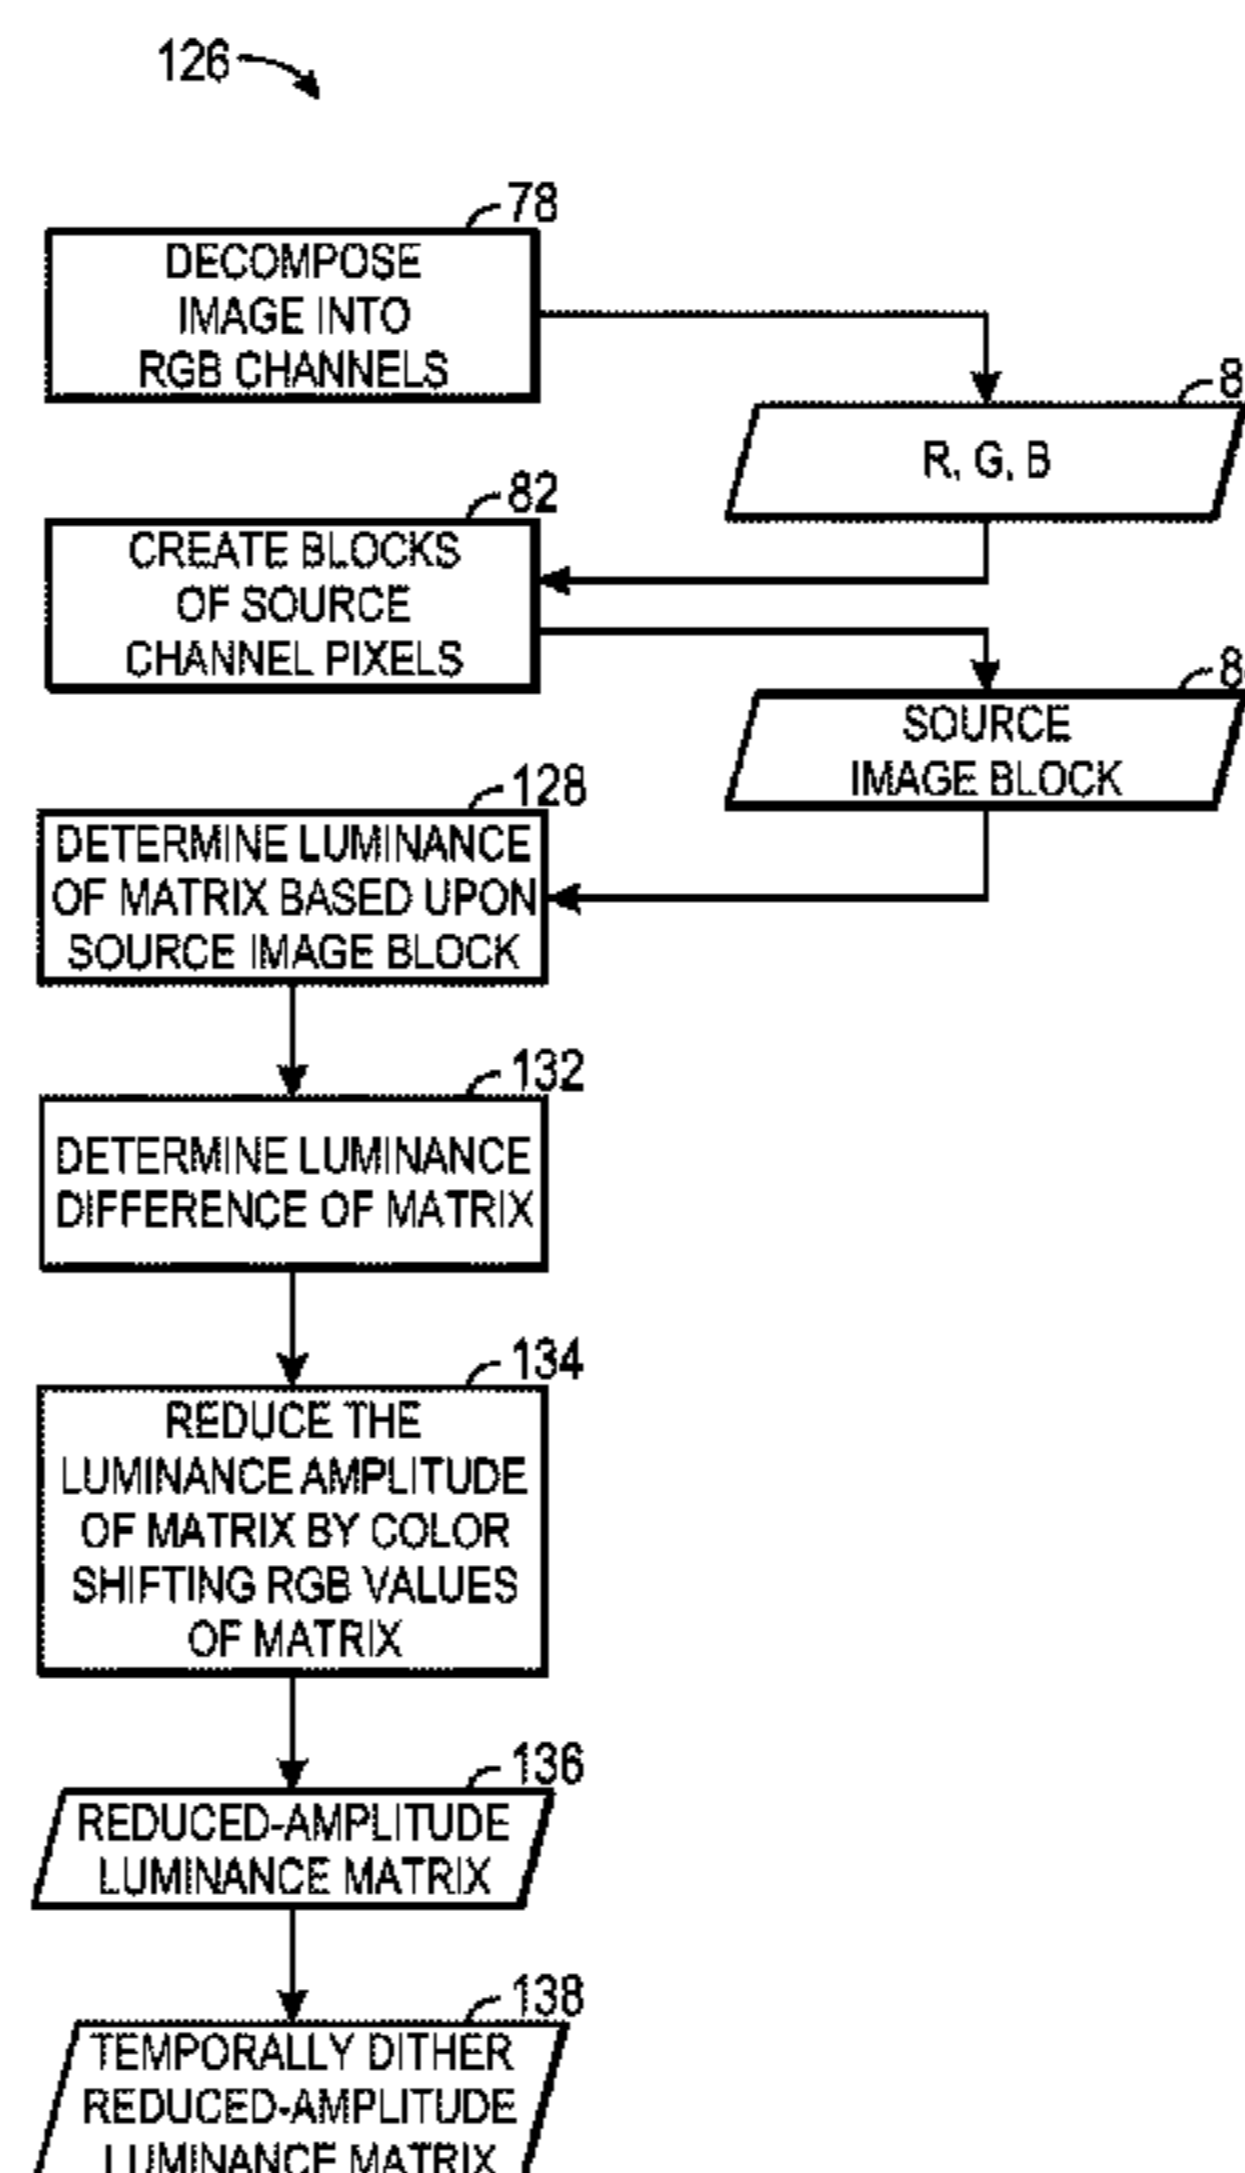 126
78
DECOMPOSE
IMAGE INTO
RGB CHANNELS
8
R, G, B
82
CREATE BLOCKS
OF SOURCE
CHANNEL PIXELS
8
SOURCE
IMAGE BLOCK
128
DETERMINE LUMINANCE
OF MATRIX BASED UPON
SOURCE IMAGE BLOCK
132
DETERMINE LUMINANCE
DIFFERENCE OF MATRIX
134
REDUCE THE
LUMINANCE AMPLITUDE
OF MATRIX BY COLOR
SHIFTING RGB VALUES
OF MATRIX
136
REDUCED-AMPLITUDE
LUMINANCE MATRIX
138
TEMPORALLY DITHER
REDUCED-AMPLITUDE
LUMINANCE MATRIX